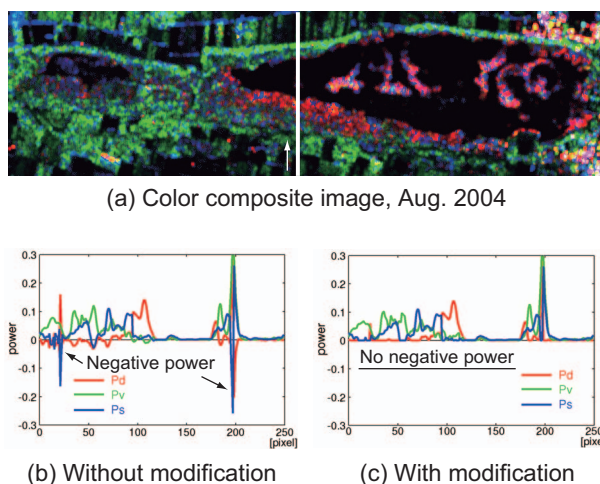 (a) Color composite image, Aug. 2004
0.3
0.2
0.1
0
-0.1
-0.2
-0.3
power
Negative power
Pd
Pv
Ps
0 50 100 150 200 250
[pixel]
(b) Without modification
0.3
0.2
0.1
0
-0.1
-0.2
-0.3
power
No negative power
Pd
Pv
Ps
0 50 100 150 200 250
[pixel]
(c) With modification